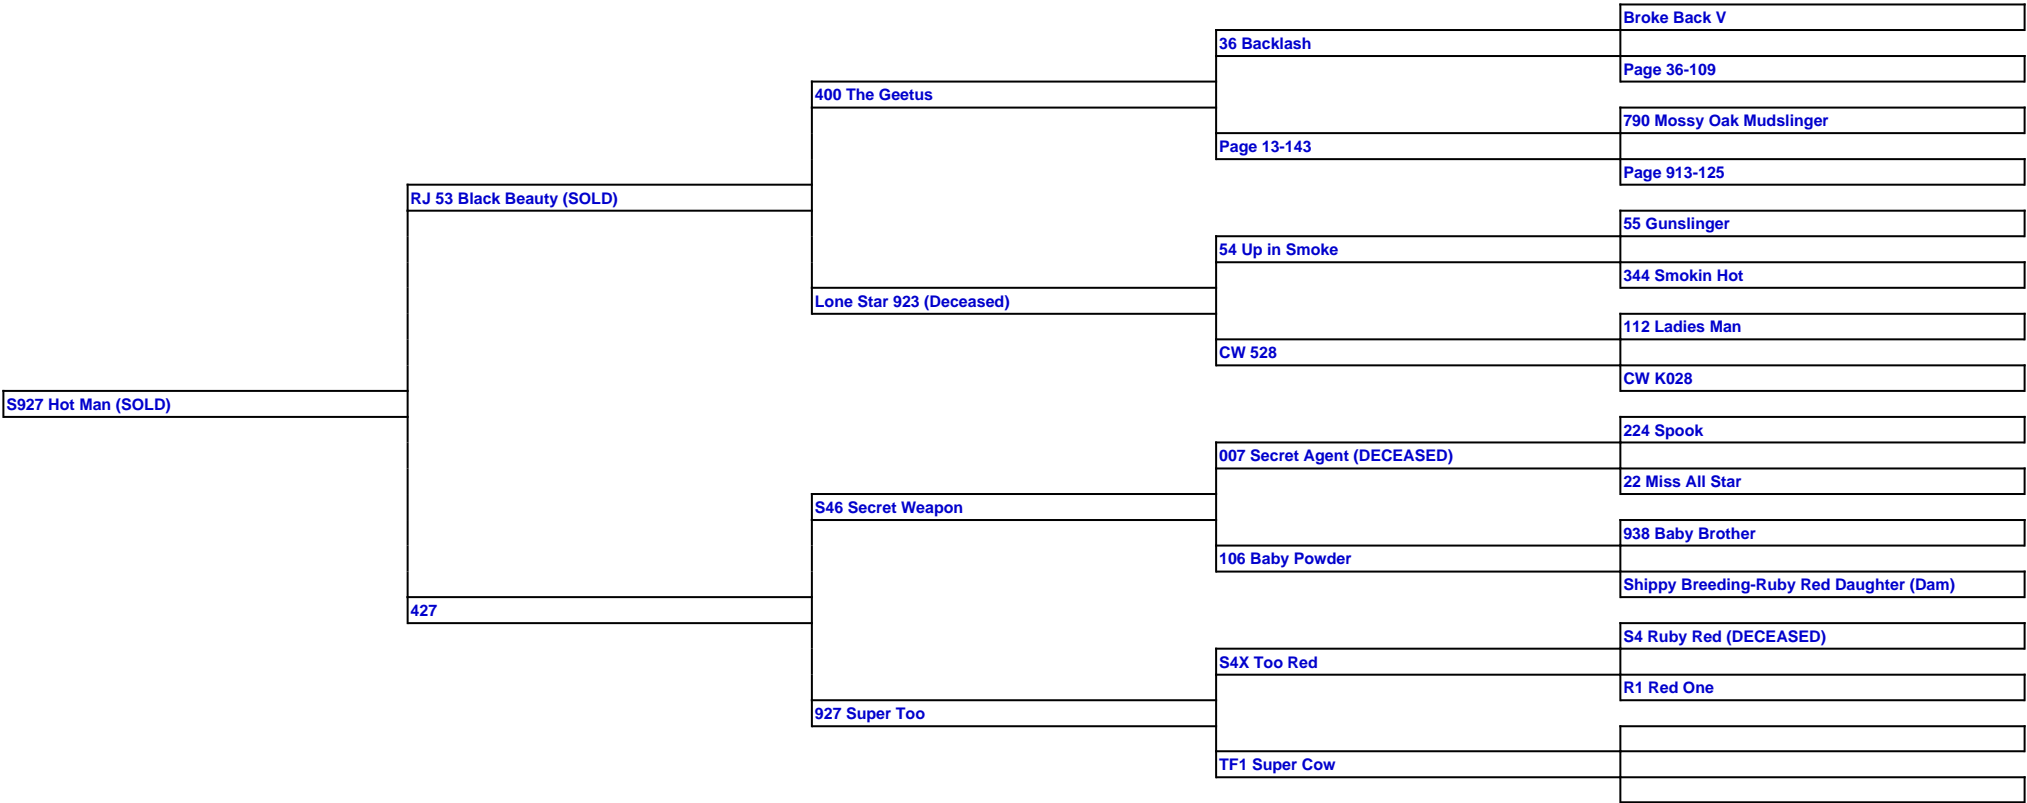 Broke Back V
36 Backlash
Page 36-109
400 The Geetus
790 Mossy Oak Mudslinger
Page 13-143
Page 913-125
RJ 53 Black Beauty (SOLD)
55 Gunslinger
54 Up in Smoke
344 Smokin Hot
Lone Star 923 (Deceased)
112 Ladies Man
CW 528
CW K028
S927 Hot Man (SOLD)
224 Spook
007 Secret Agent (DECEASED)
22 Miss All Star
S46 Secret Weapon
938 Baby Brother
106 Baby Powder
Shippy Breeding-Ruby Red Daughter (Dam)
427
S4 Ruby Red (DECEASED)
S4X Too Red
R1 Red One
927 Super Too
TF1 Super Cow